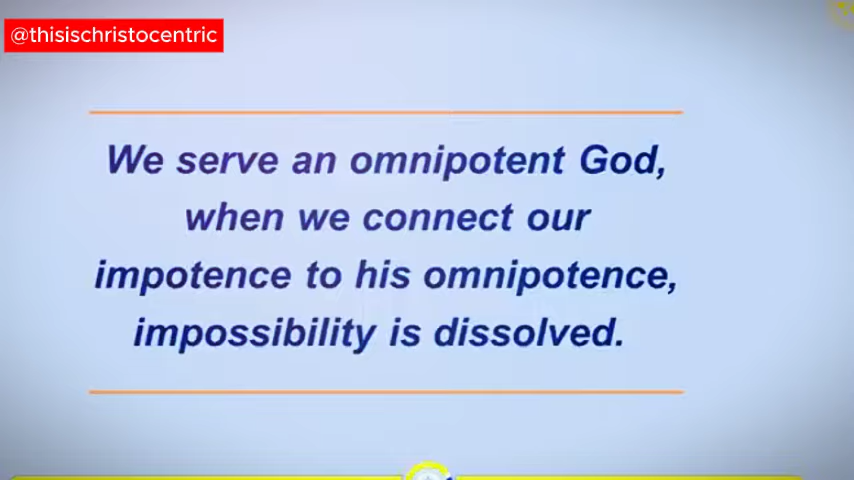 @thisischristocentric
We serve an omnipotent God,
when we connect our
impotence to his omnipotence,
impossibility is dissolved.